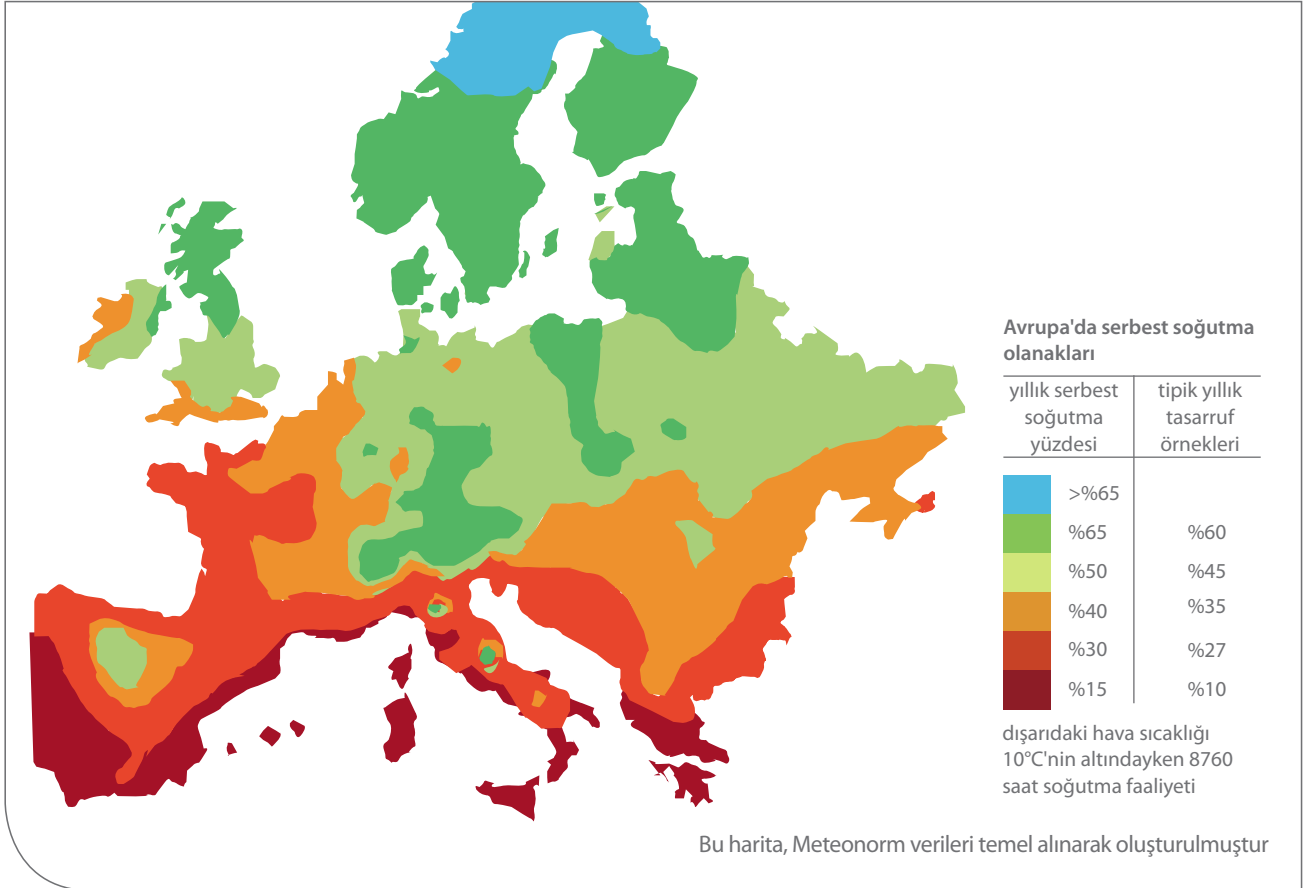 Avrupa'da serbest soğutma
olanakları
yıllık serbest
soğutma
yüzdesi
tipik yıllık
tasarruf
örnekleri
>%65
%65 %60
%50 %45
%40 %35
%30 %27
%15 %10
dışarıdaki hava sıcaklığı
10°C'nin altındayken 8760
saat soğutma faaliyeti
Bu harita, Meteonorm verileri temel alınarak oluşturulmuştur